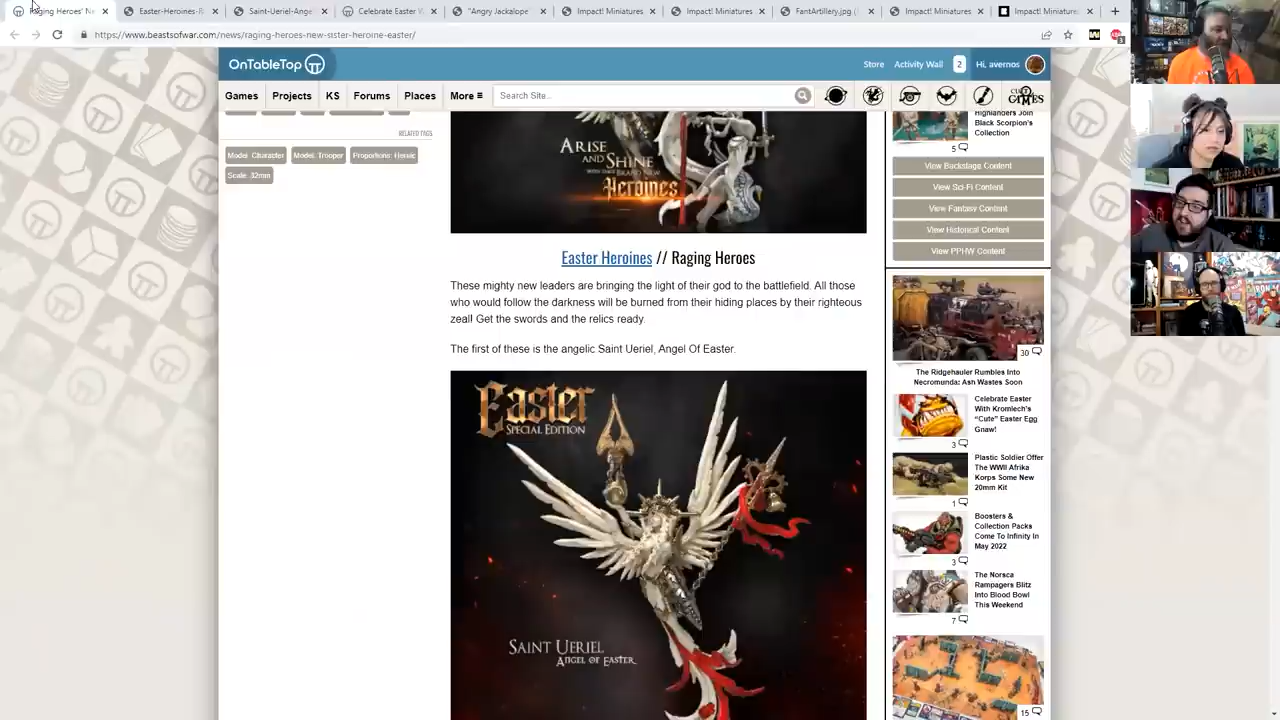 Raging Heroes' N
Easter-Heroines-R
Saint-Ueriel-Ange
Celebrate Easter W
"Angry Jackalope
Impact! Miniatures
Impact! Miniatures
FantArtillery.jpg (
Impact! Miniatures
Impact! Miniatures
https://www.beastsofwar.com/news/raging-heroes-new-sister-heroine-easter/
OnTableTop
Store
Activity Wall
2
Hi, avernos
Games
Projects
KS
Forums
Places
More
Search Site...
GAMES
RELATED TAGS
Model: Character
Model: Trooper
Proportions: Heroic
Scale: 32mm
ARISE
AND SHINE
WITH THESE BRAND NEW
Heroines
Easter Heroines // Raging Heroes
These mighty new leaders are bringing the light of their god to the battlefield. All those
who would follow the darkness will be burned from their hiding places by their righteous
zeal! Get the swords and the relics ready.
The first of these is the angelic Saint Ueriel, Angel Of Easter.
Easter
SPECIAL EDITION
SAINT UERIEL
ANGEL OF EASTER
Highlanders Join
Black Scorpion's
Collection
5
View Backstage Content
View Sci-Fi Content
View Fantasy Content
View Historical Content
View PPHW Content
30
The Ridgehauler Rumbles Into
Necromunda: Ash Wastes Soon
Celebrate Easter
With Kromlech's
"Cute" Easter Egg
Gnaw!
3
Plastic Soldier Offer
The WWII Afrika
Korps Some New
20mm Kit
1
Boosters &
Collection Packs
Come To Infinity In
May 2022
3
The Norsca
Rampagers Blitz
Into Blood Bowl
This Weekend
7
15